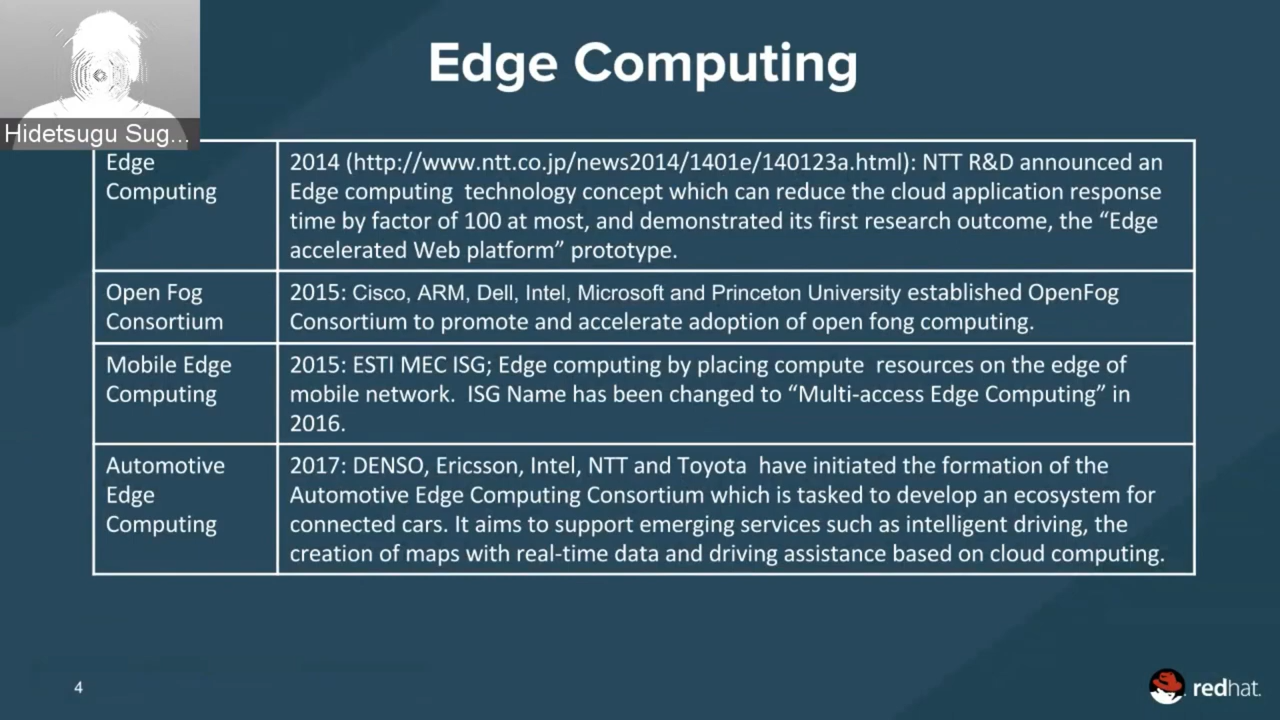 Edge Computing
Hidetsugu Sug...
Edge
Computing
2014 (http://www.ntt.co.jp/news2014/1401e/140123a.html): NTT R&D announced an
Edge computing  technology concept which can reduce the cloud application response
time by factor of 100 at most, and demonstrated its first research outcome, the “Edge
accelerated Web platform” prototype.
Open Fog
Consortium
2015: Cisco, ARM, Dell, Intel, Microsoft and Princeton University established OpenFog
Consortium to promote and accelerate adoption of open fong computing.
Mobile Edge
Computing
2015: ESTI MEC ISG; Edge computing by placing compute  resources on the edge of
mobile network.  ISG Name has been changed to “Multi-access Edge Computing” in
2016.
Automotive
Edge
Computing
2017: DENSO, Ericsson, Intel, NTT and Toyota  have initiated the formation of the
Automotive Edge Computing Consortium which is tasked to develop an ecosystem for
connected cars. It aims to support emerging services such as intelligent driving, the
creation of maps with real-time data and driving assistance based on cloud computing.
4
redhat.